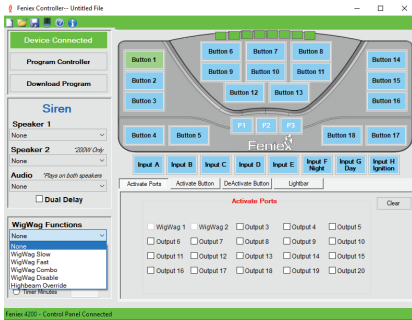 Feniex Controller-- Untitled File
Device Connected
Program Controller
Download Program
Siren
Speaker 1
None
Speaker 2 *200W Only
None
Audio *Plays on both speakers
None
Dual Delay
WigWag Functions
None
None
WigWag Slow
WigWag Fast
WigWag Combo
WigWag Disable
Highbeam Override
Timer Minutes
Button 1
Button 2
Button 3
Button 4
Button 5
Button 6
Button 7
Button 8
Button 9
Button 10
Button 11
Button 12
Button 13
P1
P2
P3
Feniex
Button 14
Button 15
Button 16
Button 18
Button 17
Input A
Input B
Input C
Input D
Input E
Input F
Night
Input G
Day
Input H
Ignition
Activate Ports
Activate Button
DeActivate Button
Lightbar
Activate Ports
Clear
WigWag 1 WigWag 2 Output 3 Output 4 Output 5
Output 6 Output 7 Output 8 Output 9 Output 10
Output 11 Output 12 Output 13 Output 14 Output 15
Output 16 Output 17 Output 18 Output 19 Output 20
Feniex 4200 - Control Panel Connected